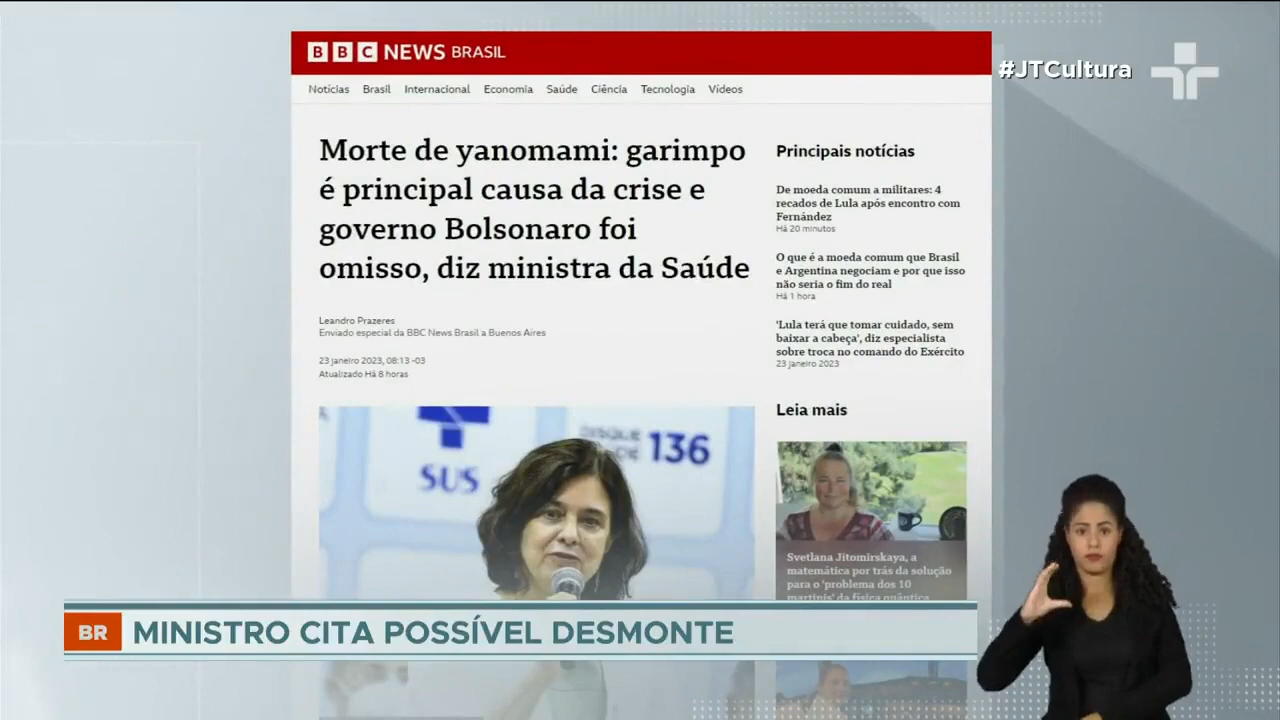 BBC NEWS BRASIL
#JTCultura
Notícias Brasil Internacional Economia Saúde Ciência Tecnologia Vídeos
Morte de yanomami: garimpo
é principal causa da crise e
governo Bolsonaro foi
omisso, diz ministra da Saúde
Leandro Prazeres
Enviado especial da BBC News Brasil a Buenos Aires
23 janeiro 2023, 08:13 -03
Atualizado Há 8 horas
Principais notícias
De moeda comum a militares: 4
recados de Lula após encontro com
Fernández
Há 20 minutos
O que é a moeda comum que Brasil
e Argentina negociam e por que isso
não seria o fim do real
Há 1 hora
'Lula terá que tomar cuidado, sem
baixar a cabeça', diz especialista
sobre troca no comando do Exército
23 janeiro 2023
Leia mais
136
SUS
Svetlana Jitomirskaya, a
matemática por trás da solução
para o 'problema dos 10
martinis' da física quântica
BR MINISTRO CITA POSSÍVEL DESMONTE